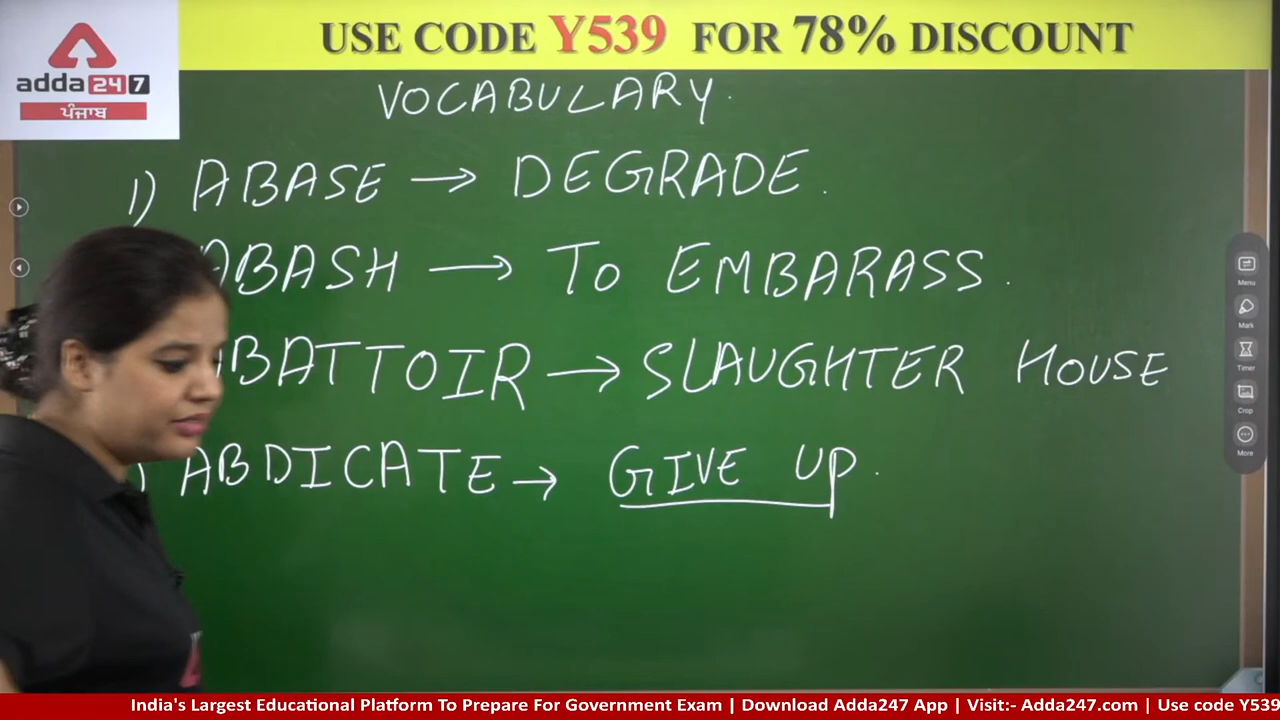 USE CODE Y539 FOR 78% DISCOUNT
adda247
ਪੰਜਾਬ
VOCABULARY.
1) ABASE → DEGRADE.
ABASH → TO EMBARASS.
BATTOIR → SLAUGHTER HOUSE
) ABDICATE → GIVE UP.
Menu
Mark
Timer
Crop
More
India's Largest Educational Platform To Prepare For Government Exam | Download Adda247 App | Visit:- Adda247.com | Use code Y539